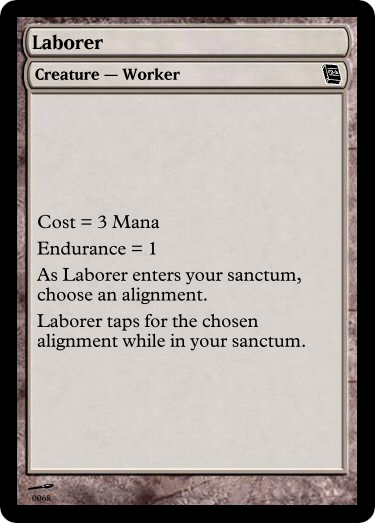 Laborer
Creature — Worker
Cost = 3 Mana
Endurance = 1
As Laborer enters your sanctum,
choose an alignment.
Laborer taps for the chosen
alignment while in your sanctum.
0068